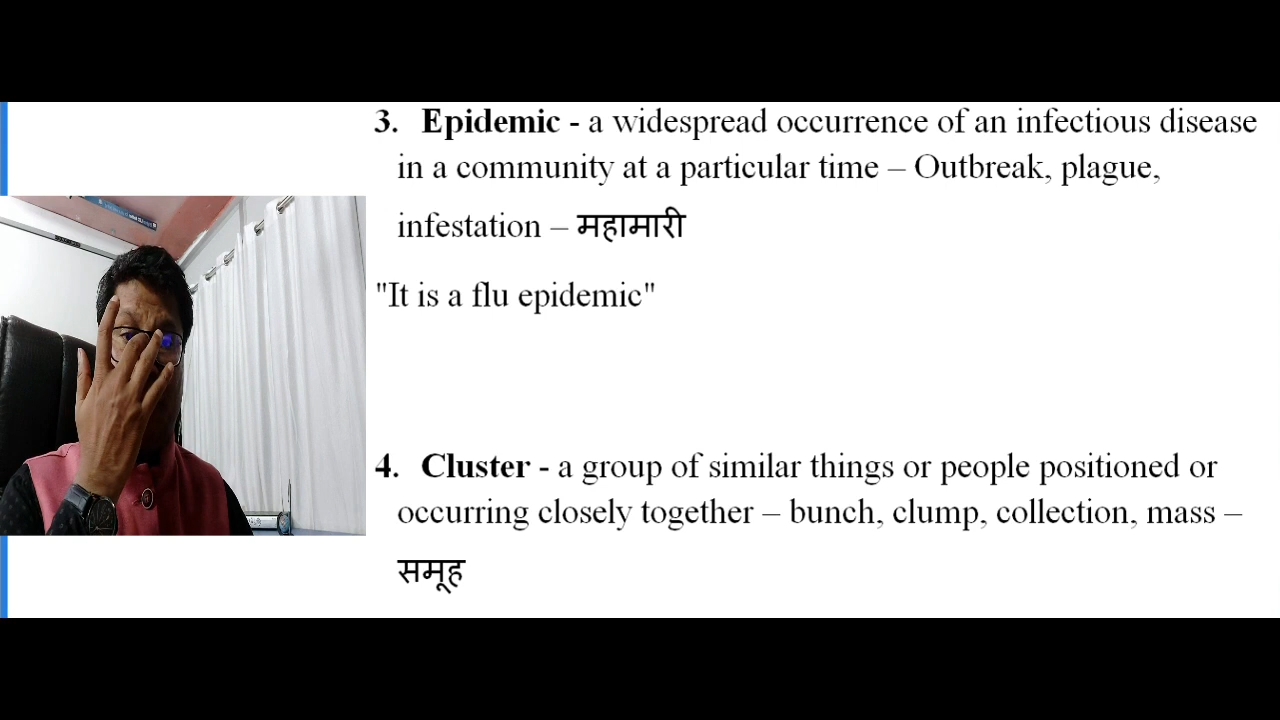 3. Epidemic - a widespread occurrence of an infectious disease
in a community at a particular time – Outbreak, plague,
infestation – महामारी
"It is a flu epidemic"
4. Cluster - a group of similar things or people positioned or
occurring closely together – bunch, clump, collection, mass –
समूह